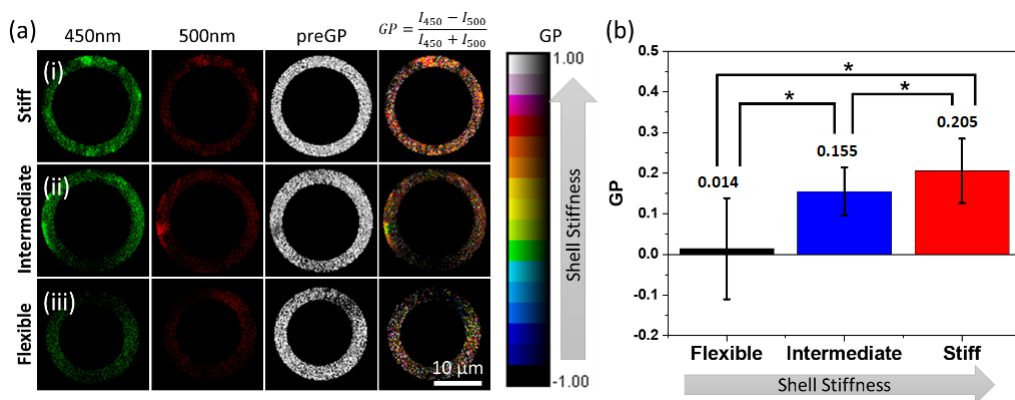 (a)
450nm
500nm
preGP
GP = (I450 − I500) / (I450 + I500)
GP
(i)
Stiff
(ii)
Intermediate
(iii)
Flexible
10 μm
1.00
Shell Stiffness
-1.00
(b)
0.5
0.4
0.3
0.2
0.1
0.0
-0.1
-0.2
GP
*
*
*
0.014
0.155
0.205
Flexible
Intermediate
Stiff
Shell Stiffness